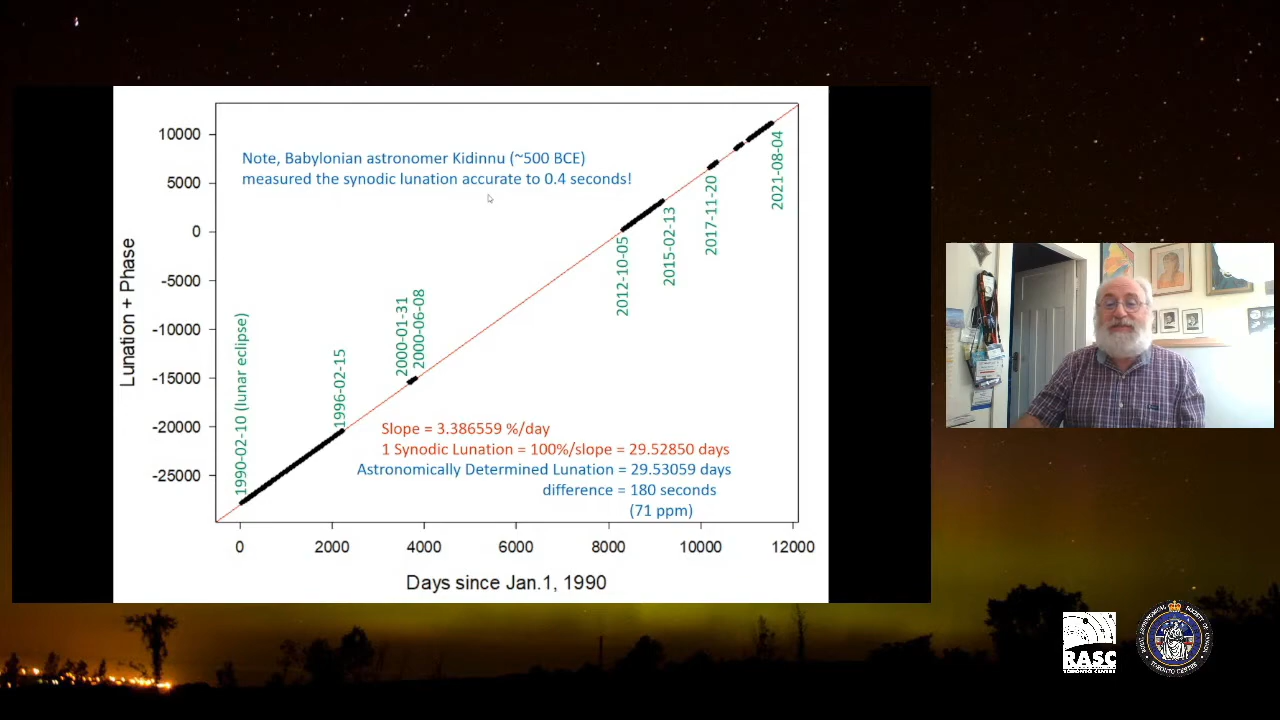 Note, Babylonian astronomer Kidinnu (~500 BCE)
measured the synodic lunation accurate to 0.4 seconds!
10000
5000
0
-5000
-10000
-15000
-20000
-25000
Lunation + Phase
1990-02-10 (lunar eclipse)
1996-02-15
2000-01-31
2000-06-08
2012-10-05
2015-02-13
2017-11-20
2021-08-04
Slope = 3.386559 %/day
1 Synodic Lunation = 100%/slope = 29.52850 days
Astronomically Determined Lunation = 29.53059 days
difference = 180 seconds
(71 ppm)
0
2000
4000
6000
8000
10000
12000
Days since Jan.1, 1990
RASC
TORONTO CENTRE
TORONTO CENTRE